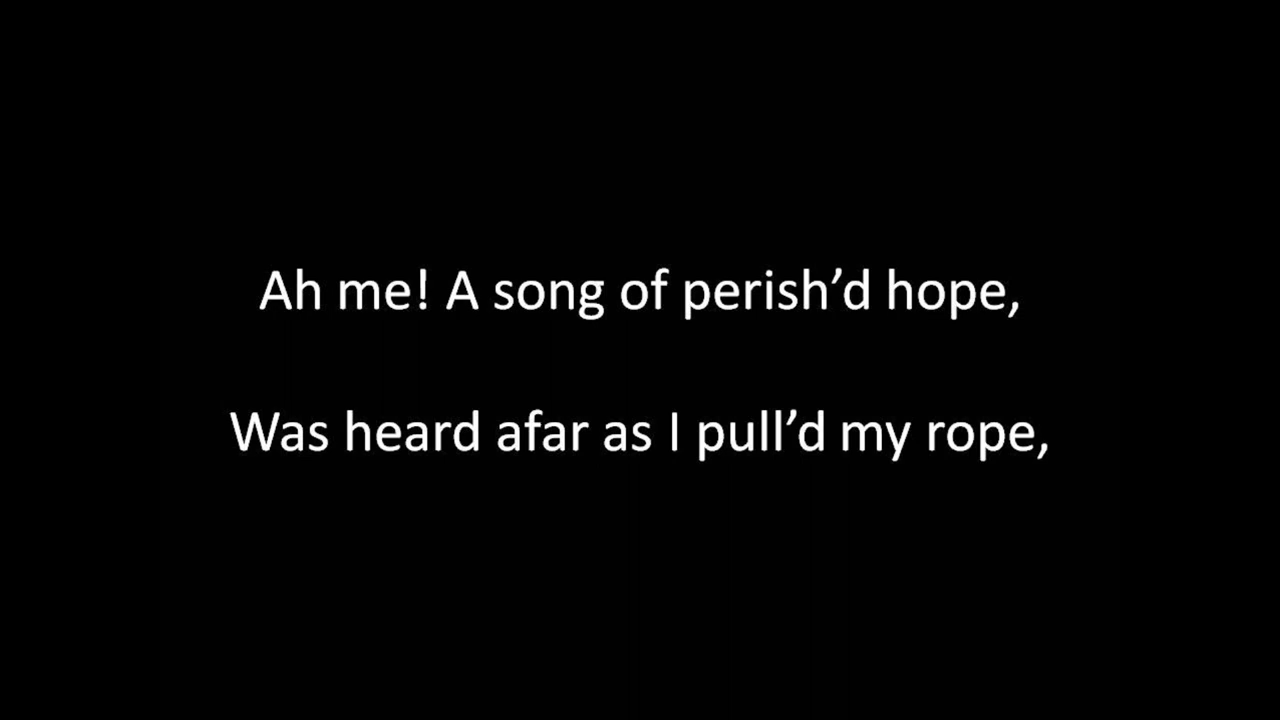 Ah me! A song of perish’d hope,
Was heard afar as I pull’d my rope,